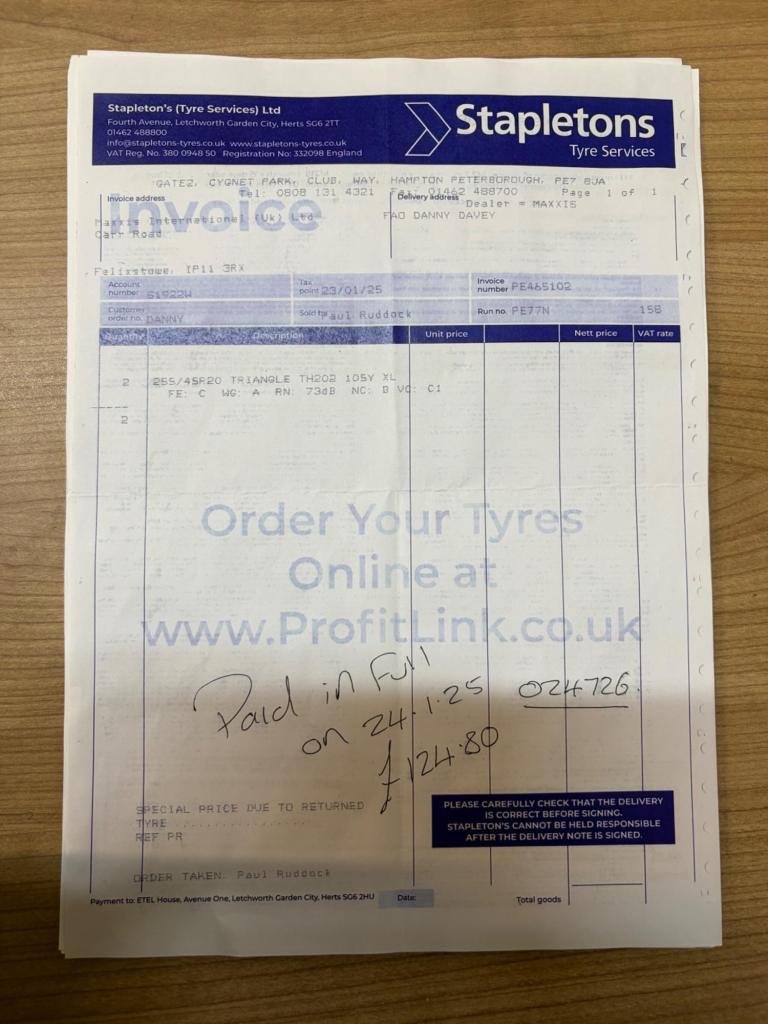 Stapleton's (Tyre Services) Ltd
Fourth Avenue, Letchworth Garden City, Herts SG6 2TT
01462 488800
info@stapletons-tyres.co.uk www.stapletons-tyres.co.uk
VAT Reg. No. 380 0948 50 Registration No: 332098 England
Stapletons
Tyre Services
GATE2, CYGNET PARK, CLUB, WAY, HAMPTON PETERBOROUGH, PE7 8JA
Tel: 0808 131 4321 Fax: 01462 488700 Page 1 of 1
Invoice address
Delivery address
Dealer = MAXXIS
Invoice
Maxxis International (Uk) Ltd
FAO DANNY DAVEY
Carr Road
Felixstowe, IP11 3RX
Account number S1922W
Tax point 23/01/25
Invoice number PE465102
Customer order no. DANNY
Sold by Paul Ruddock
Run no. PE77N 158
Quantity Description Unit price Nett price VAT rate
2 255/45R20 TRIANGLE TH202 105Y XL
FE: C WG: A RN: 73dB NC: B VC: C1
2
Order Your Tyres
Online at
www.ProfitLink.co.uk
Paid in Full
on 24.1.25
024726.
£124.80
SPECIAL PRICE DUE TO RETURNED
TYRE ..................
REF PR
PLEASE CAREFULLY CHECK THAT THE DELIVERY
IS CORRECT BEFORE SIGNING.
STAPLETON'S CANNOT BE HELD RESPONSIBLE
AFTER THE DELIVERY NOTE IS SIGNED.
ORDER TAKEN: Paul Ruddock
Payment to: ETEL House, Avenue One, Letchworth Garden City, Herts SG6 2HU
Date:
Total goods